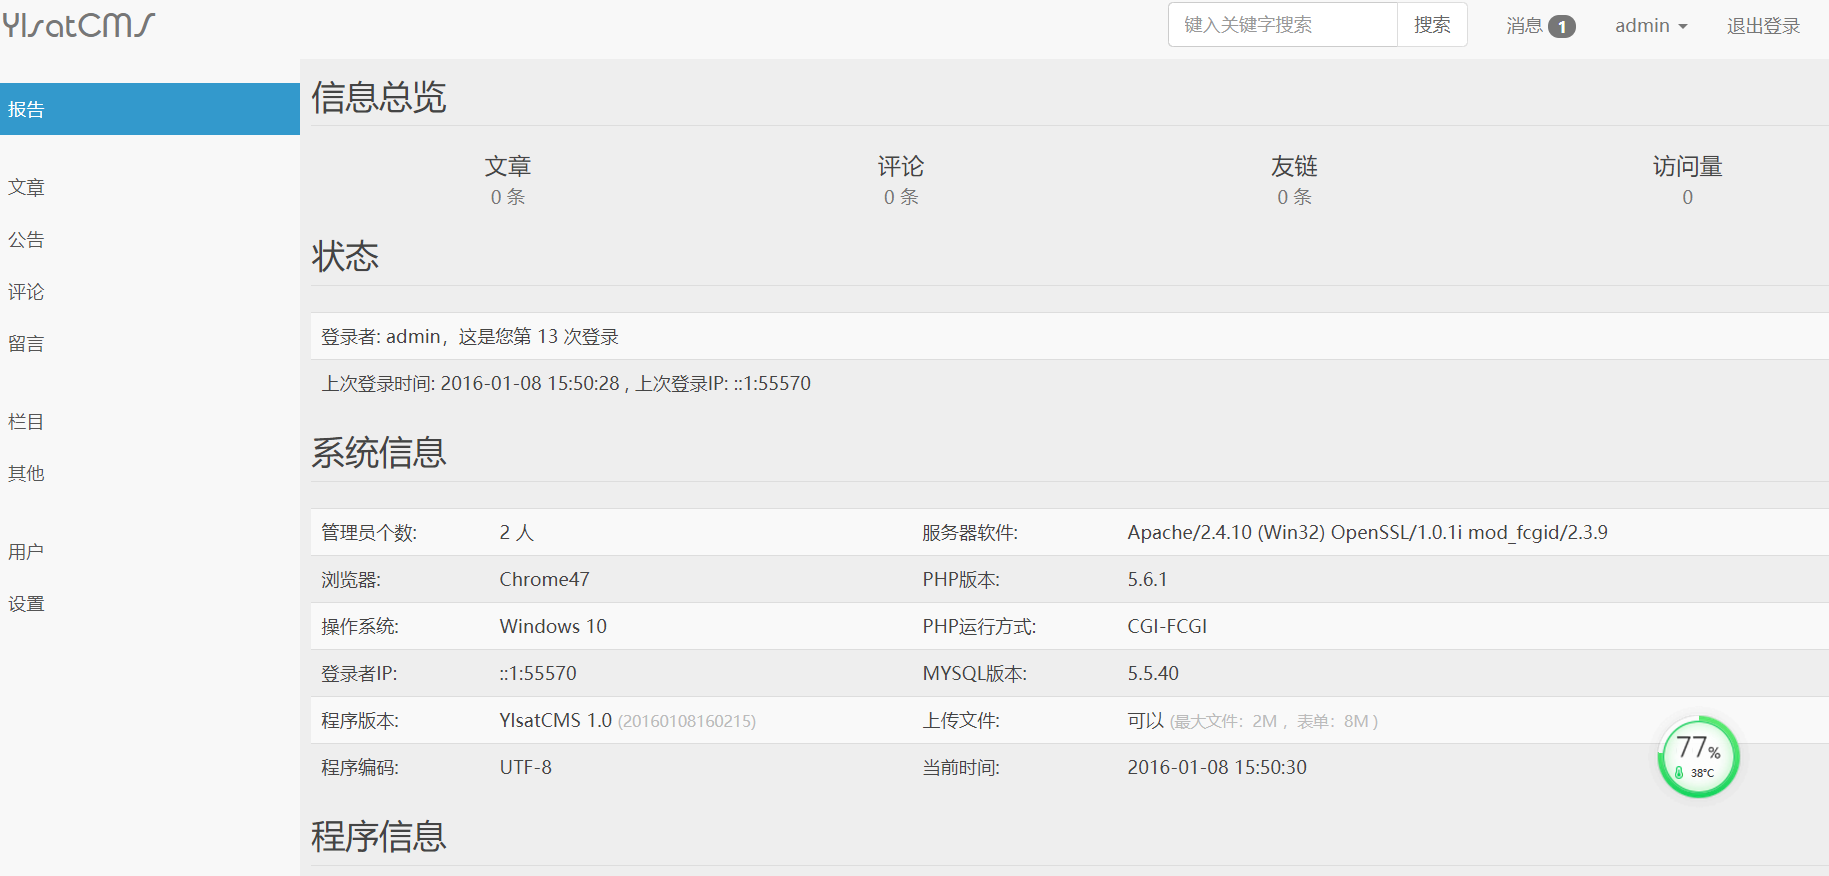 YIsatCMS
键入关键字搜索 搜索 消息 1 admin 退出登录
报告
文章
公告
评论
留言
栏目
其他
用户
设置
信息总览
文章 评论 友链 访问量
0 条 0 条 0 条 0
状态
登录者: admin，这是您第 13 次登录
上次登录时间: 2016-01-08 15:50:28 , 上次登录IP: ::1:55570
系统信息
管理员个数: 2 人 服务器软件: Apache/2.4.10 (Win32) OpenSSL/1.0.1i mod_fcgid/2.3.9
浏览器: Chrome47 PHP版本: 5.6.1
操作系统: Windows 10 PHP运行方式: CGI-FCGI
登录者IP: ::1:55570 MYSQL版本: 5.5.40
程序版本: YIsatCMS 1.0 (20160108160215) 上传文件: 可以 (最大文件：2M ，表单：8M )
程序编码: UTF-8 当前时间: 2016-01-08 15:50:30
77%
38°C
程序信息